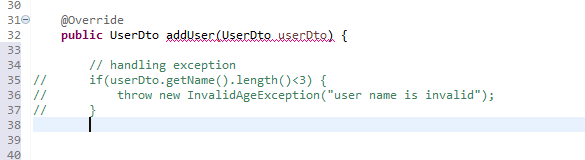 30
31 @Override
32 public UserDto addUser(UserDto userDto) {
33
34 // handling exception
35 // if(userDto.getName().length()<3) {
36 // throw new InvalidAgeException("user name is invalid");
37 // }
38
39
40